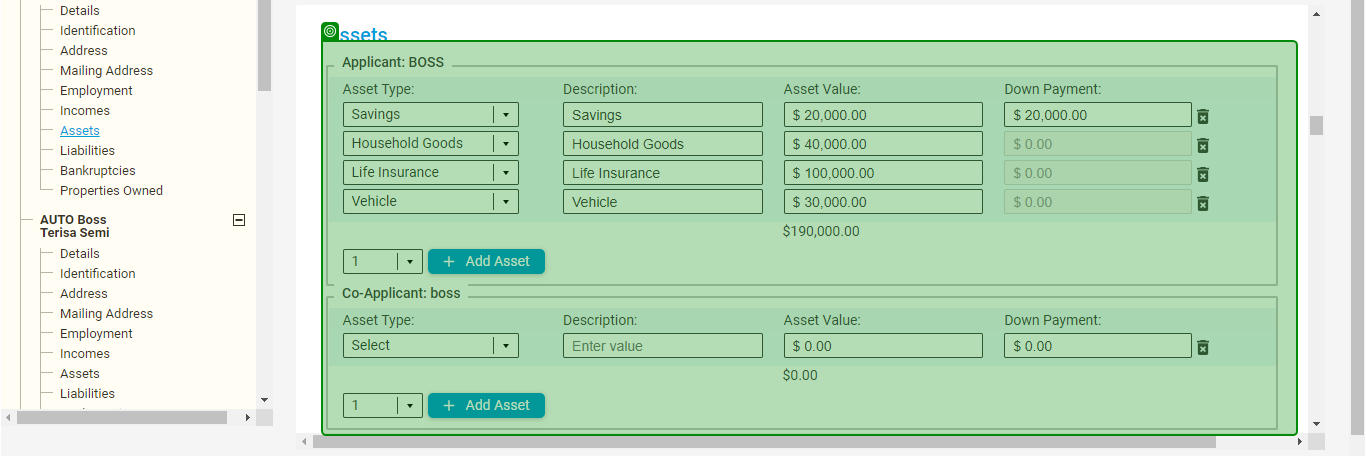 Details
Identification
Address
Mailing Address
Employment
Incomes
Assets
Liabilities
Bankruptcies
Properties Owned
AUTO Boss
Terisa Semi
Details
Identification
Address
Mailing Address
Employment
Incomes
Assets
Liabilities
ssets
Applicant: BOSS
Asset Type: Description: Asset Value: Down Payment:
Savings Savings $ 20,000.00 $ 20,000.00
Household Goods Household Goods $ 40,000.00 $ 0.00
Life Insurance Life Insurance $ 100,000.00 $ 0.00
Vehicle Vehicle $ 30,000.00 $ 0.00
$190,000.00
1 + Add Asset
Co-Applicant: boss
Asset Type: Description: Asset Value: Down Payment:
Select Enter value $ 0.00 $ 0.00
$0.00
1 + Add Asset